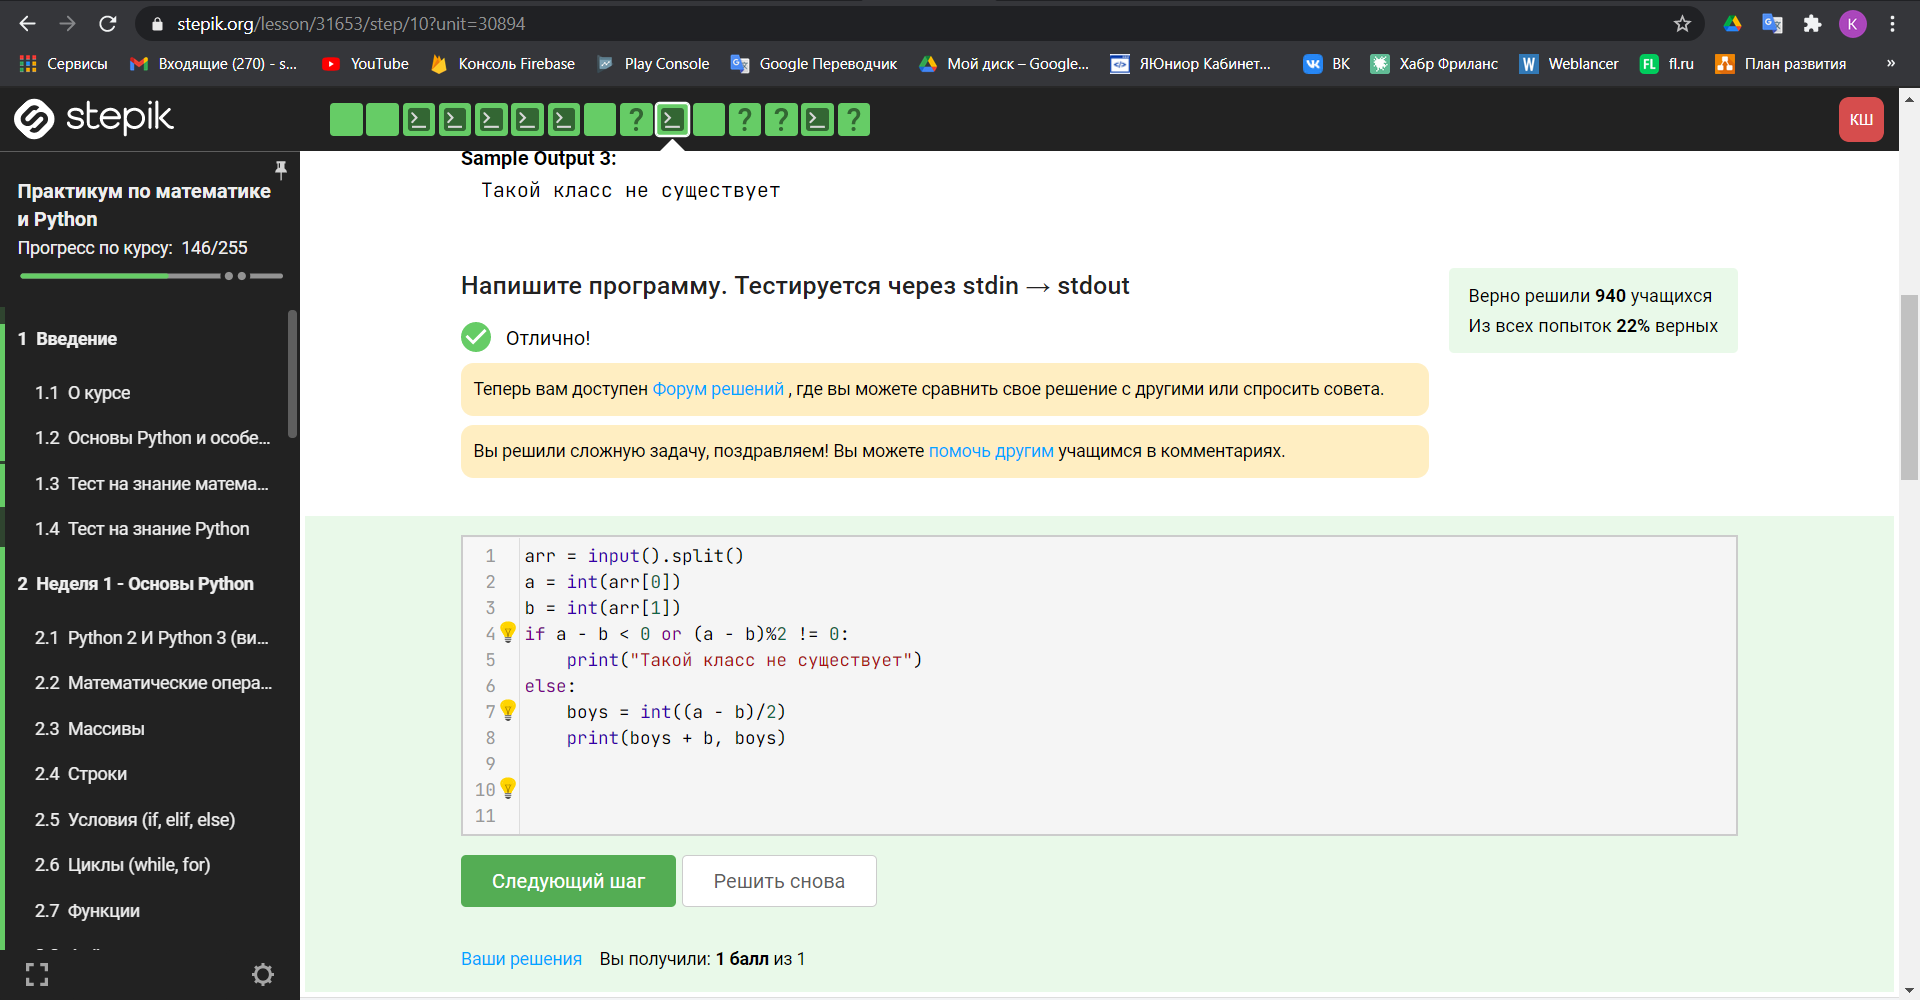 stepik.org/lesson/31653/step/10?unit=30894
K
Сервисы
Входящие (270) - s...
YouTube
Консоль Firebase
Play Console
Google Переводчик
Мой диск – Google...
ЯЮниор Кабинет...
ВК
Хабр Фриланс
Weblancer
fl.ru
План развития
»
stepik
КШ
Практикум по математике
и Python
Прогресс по курсу: 146/255
1 Введение
1.1 О курсе
1.2 Основы Python и особе...
1.3 Тест на знание матема...
1.4 Тест на знание Python
2 Неделя 1 - Основы Python
2.1 Python 2 И Python 3 (ви...
2.2 Математические опера...
2.3 Массивы
2.4 Строки
2.5 Условия (if, elif, else)
2.6 Циклы (while, for)
2.7 Функции
Sample Output 3:
Такой класс не существует
Напишите программу. Тестируется через stdin → stdout
Верно решили 940 учащихся
Из всех попыток 22% верных
Отлично!
Теперь вам доступен Форум решений , где вы можете сравнить свое решение с другими или спросить совета.
Вы решили сложную задачу, поздравляем! Вы можете помочь другим учащимся в комментариях.
1 arr = input().split()
2 a = int(arr[0])
3 b = int(arr[1])
4 if a - b < 0 or (a - b)%2 != 0:
5     print("Такой класс не существует")
6 else:
7     boys = int((a - b)/2)
8     print(boys + b, boys)
9
10
11
Следующий шаг
Решить снова
Ваши решения Вы получили: 1 балл из 1